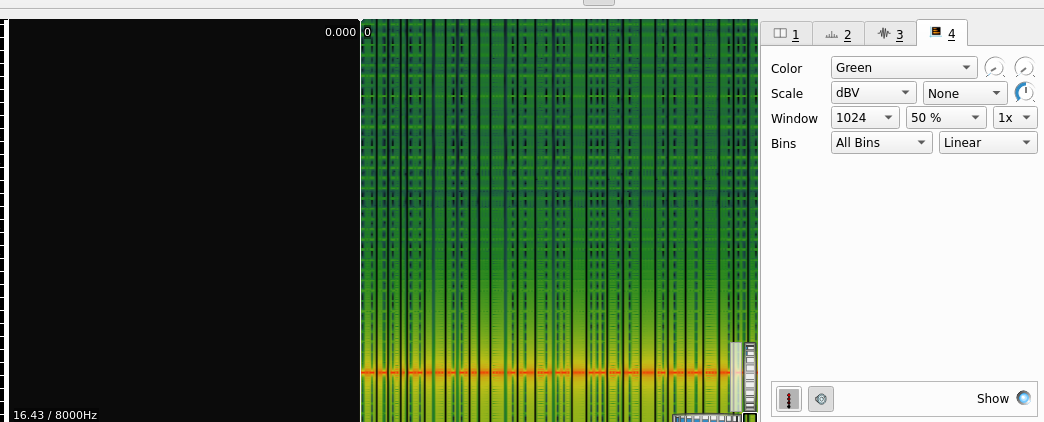 0.000 0
1 2 3 4
Color Green
Scale dBV None
Window 1024 50 % 1x
Bins All Bins Linear
Show
16.43 / 8000Hz